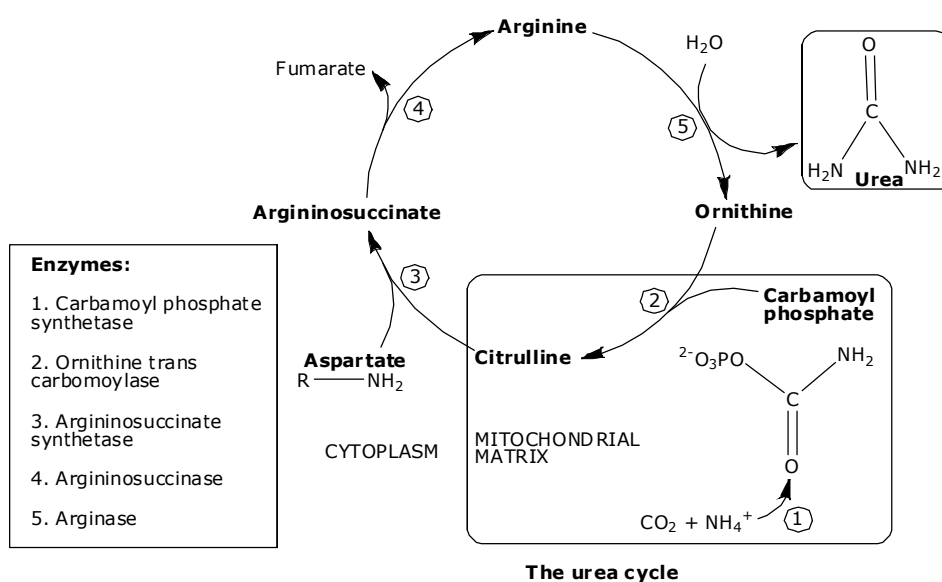 Arginine
H₂O
Fumarate
4
5
O
C
H₂N
NH₂
Urea
Argininosuccinate
Ornithine
Enzymes:
1. Carbamoyl phosphate
synthetase
2. Ornithine trans
carbomoylase
3. Argininosuccinate
synthetase
4. Argininosuccinase
5. Arginase
3
2
Carbamoyl
phosphate
Aspartate
R NH₂
Citrulline
²⁻O₃PO
NH₂
C
O
CYTOPLASM
MITOCHONDRIAL
MATRIX
CO₂ + NH₄⁺
1
The urea cycle